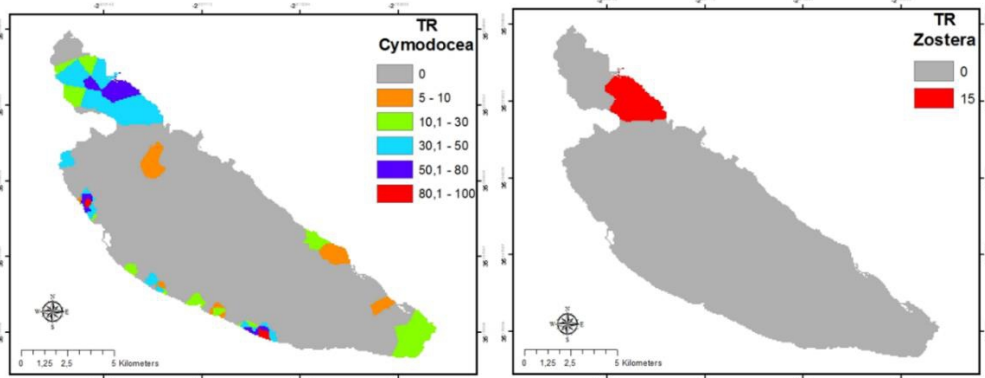 TR
Cymodocea
0
5 - 10
10,1 - 30
30,1 - 50
50,1 - 80
80,1 - 100
N
W E
S
0 1,25 2,5 5 Kilometers
TR
Zostera
0
15
N
W E
S
0 1,25 2,5 5 Kilometers